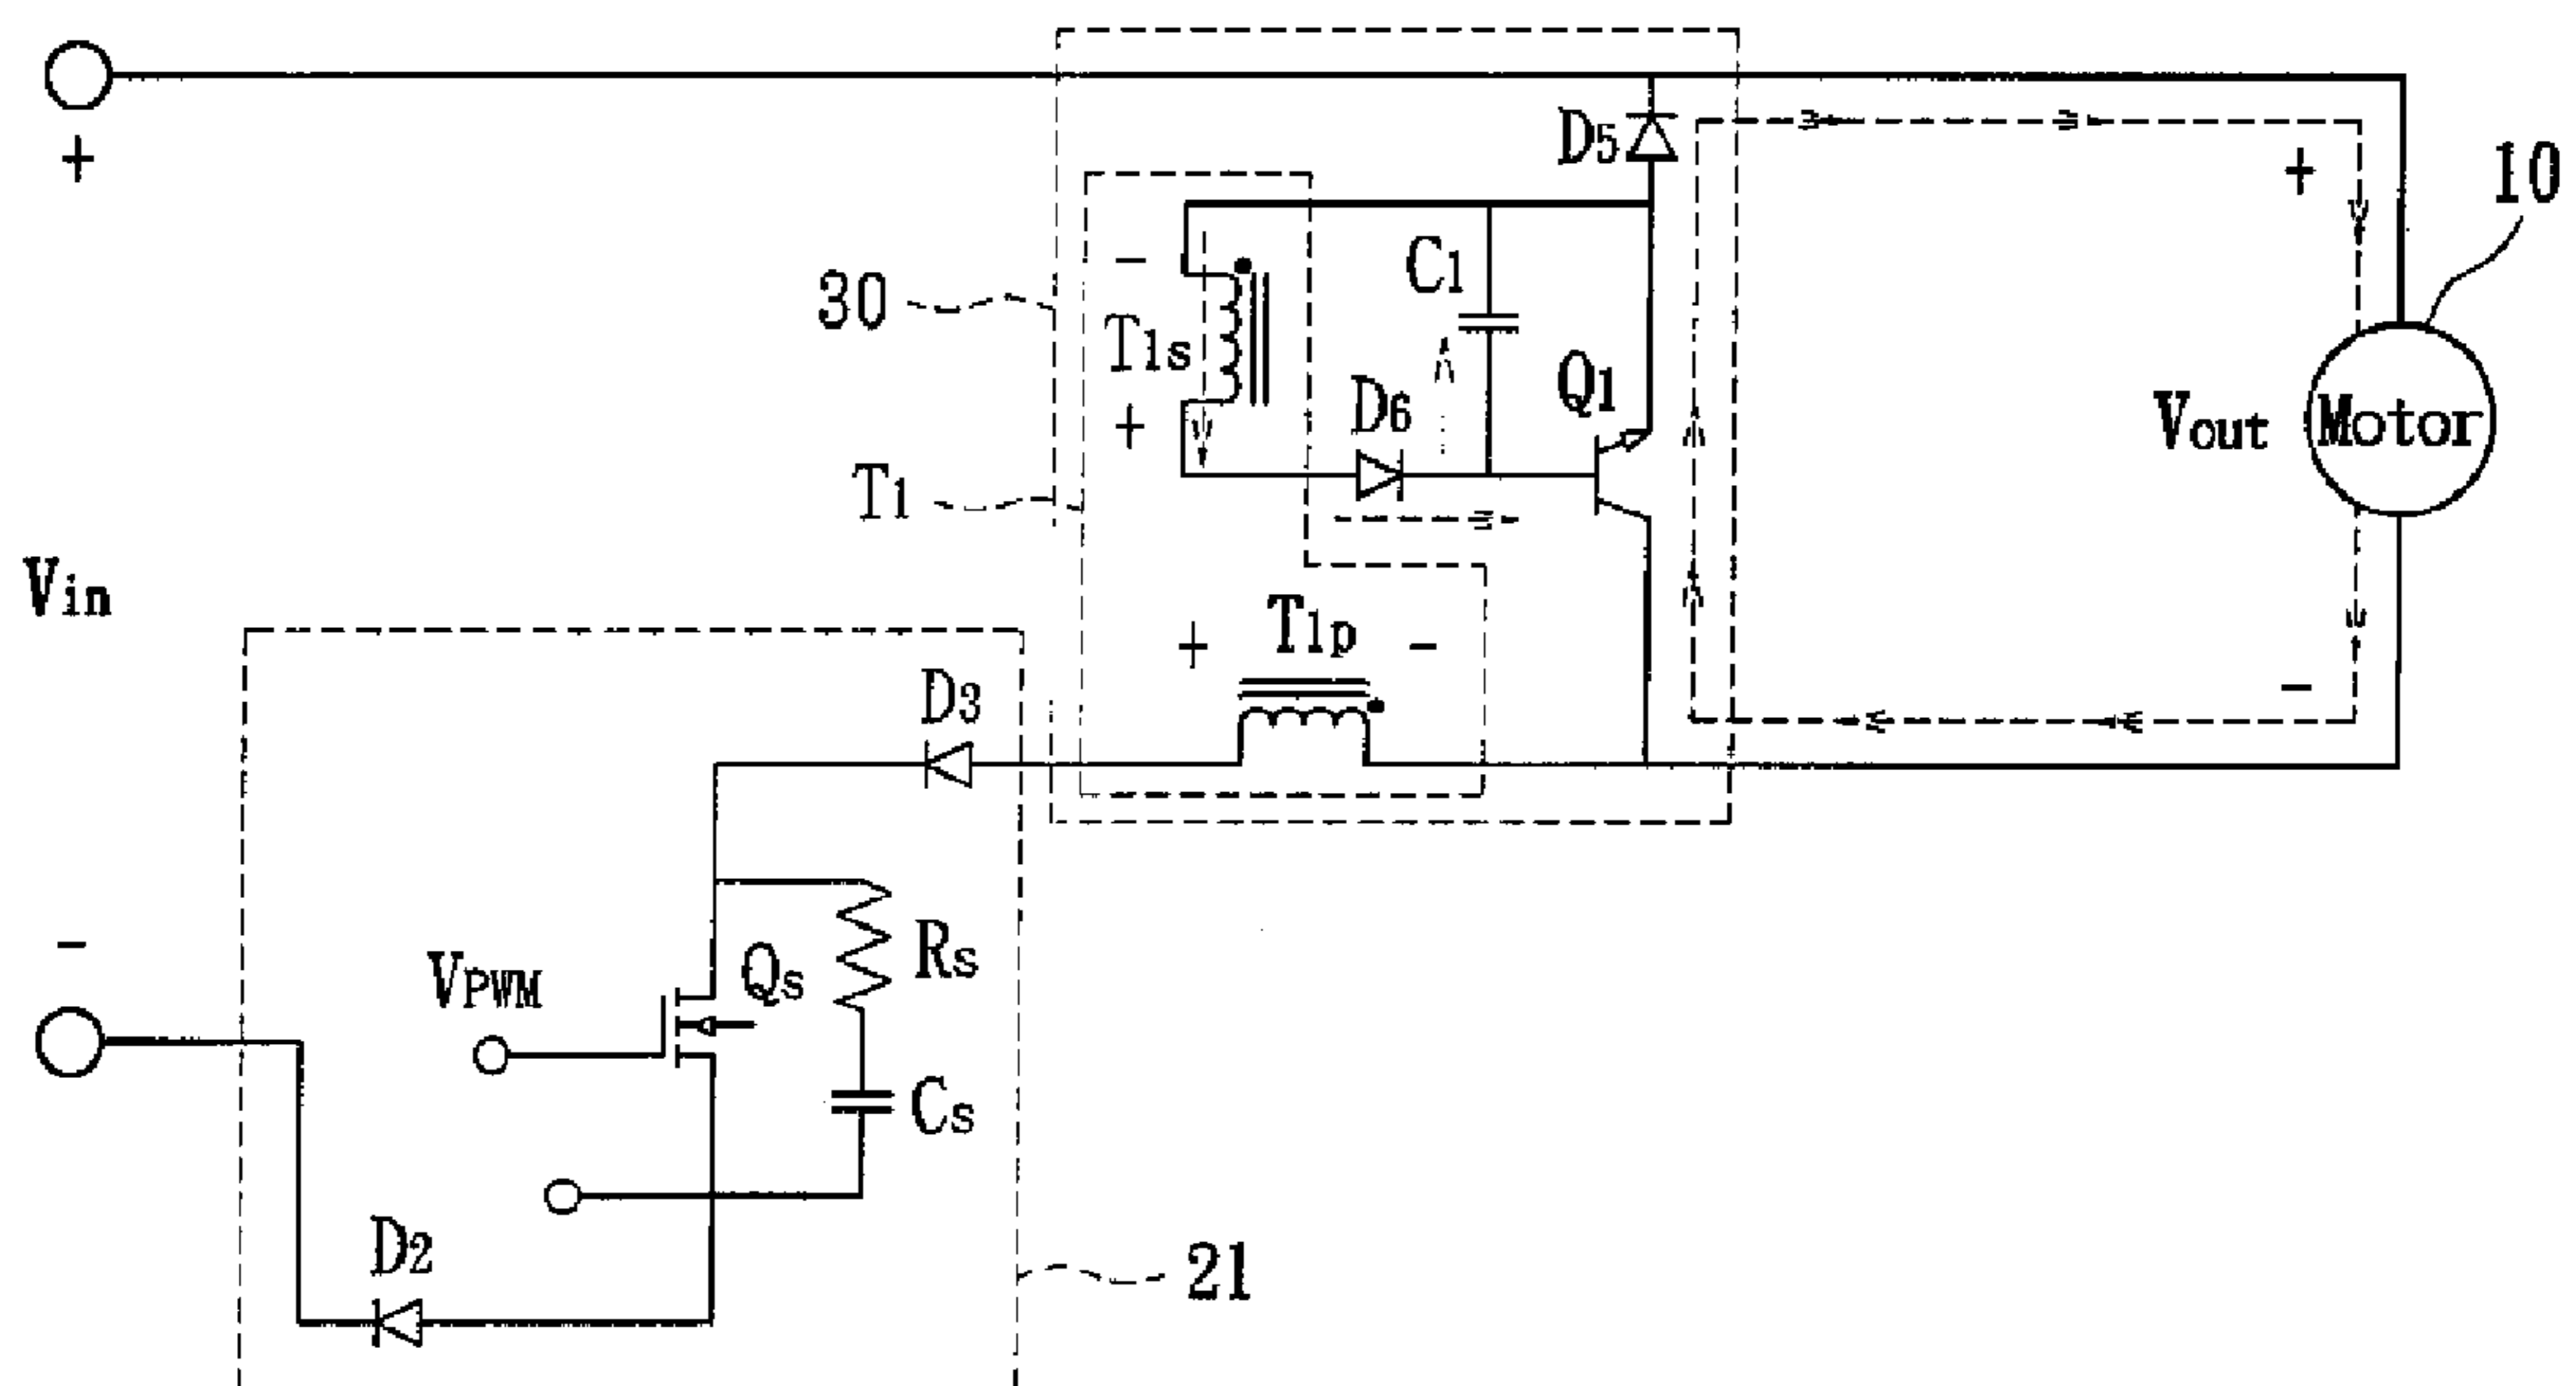 +
D5
+
10
-
C1
30
T1s
Q1
D6
+
Vout
Motor
T1
Vin
+
T1p
-
D3
-
-
Rs
VPWM
Qs
Cs
D2
21